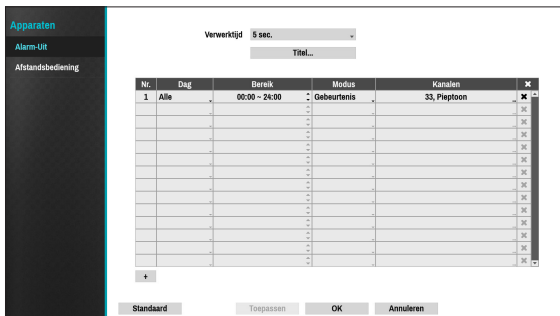 Apparaten
Alarm-Uit
Afstandsbediening
Verwerktijd 5 sec.
Titel...
Nr. Dag Bereik Modus Kanalen ×
1 Alle 00:00 ~ 24:00 Gebeurtenis 33, Pieptoon ×
+
Standaard Toepassen OK Annuleren